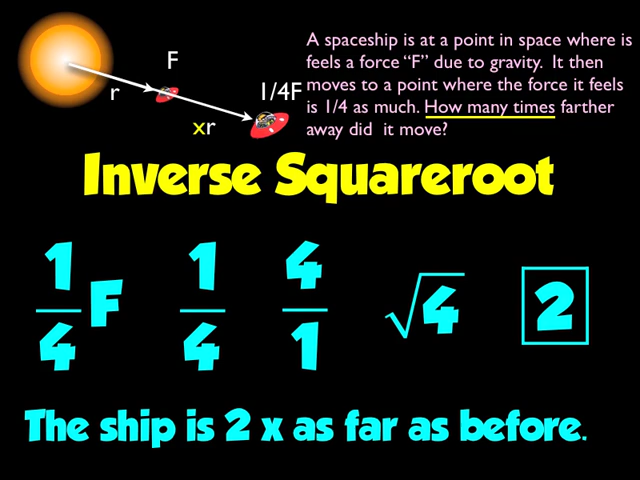 A spaceship is at a point in space where is
feels a force “F” due to gravity. It then
moves to a point where the force it feels
is 1/4 as much. How many times farther
away did it move?
F
r
1/4F
xr
Inverse Squareroot
1/4 F 1/4 4/1 √4 2
The ship is 2 x as far as before.